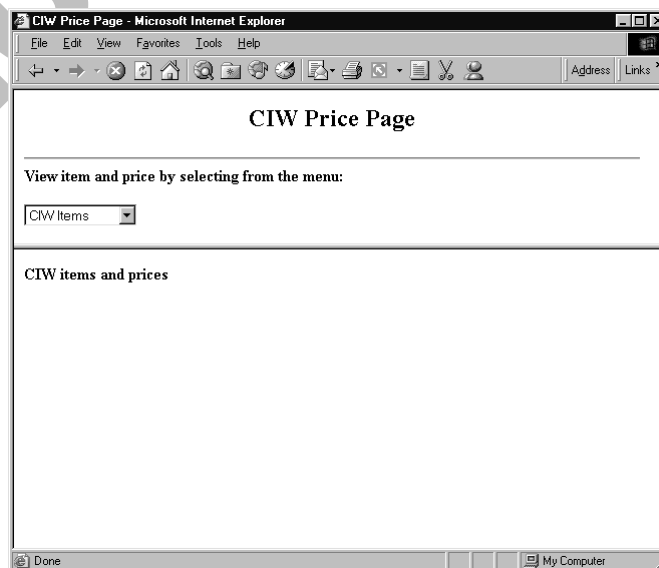 CIW Price Page - Microsoft Internet Explorer
File Edit View Favorites Tools Help
Address Links
CIW Price Page
View item and price by selecting from the menu:
CIW Items
CIW items and prices
Done My Computer